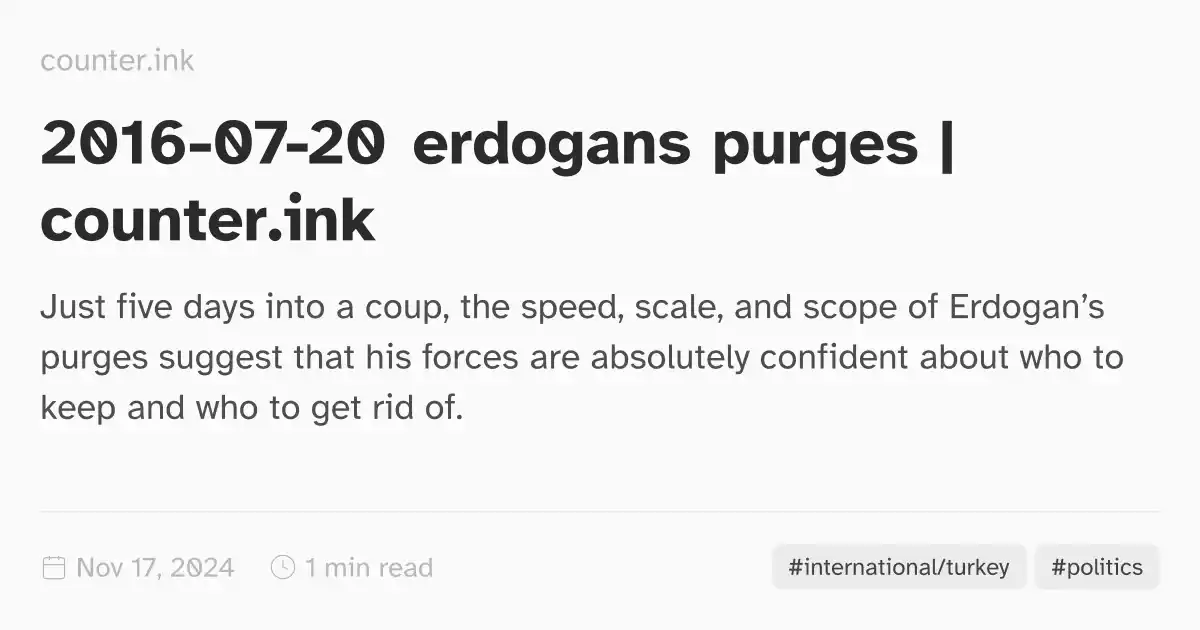 counter.ink
2016-07-20 erdogans purges |
counter.ink
Just five days into a coup, the speed, scale, and scope of Erdogan’s
purges suggest that his forces are absolutely confident about who to
keep and who to get rid of.
Nov 17, 2024 1 min read #international/turkey #politics